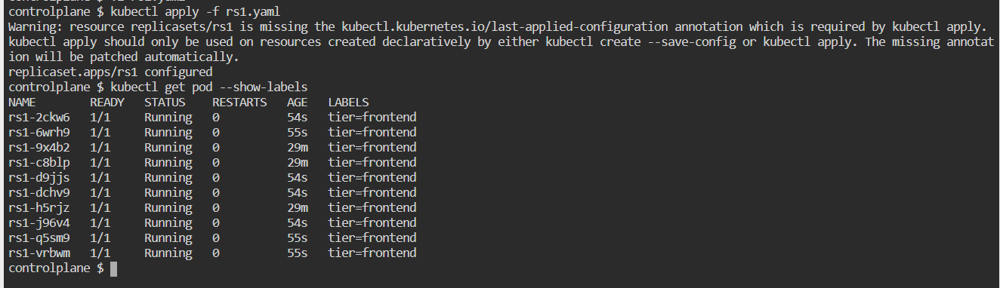 controlplane $ kubectl apply -f rs1.yaml
Warning: resource replicasets/rs1 is missing the kubectl.kubernetes.io/last-applied-configuration annotation which is required by kubectl apply.
kubectl apply should only be used on resources created declaratively by either kubectl create --save-config or kubectl apply. The missing annotat
ion will be patched automatically.
replicaset.apps/rs1 configured
controlplane $ kubectl get pod --show-labels
NAME READY STATUS RESTARTS AGE LABELS
rs1-2ckw6 1/1 Running 0 54s tier=frontend
rs1-6wrh9 1/1 Running 0 55s tier=frontend
rs1-9x4b2 1/1 Running 0 29m tier=frontend
rs1-c8blp 1/1 Running 0 29m tier=frontend
rs1-d9jjs 1/1 Running 0 54s tier=frontend
rs1-dchv9 1/1 Running 0 54s tier=frontend
rs1-h5rjz 1/1 Running 0 29m tier=frontend
rs1-j96v4 1/1 Running 0 54s tier=frontend
rs1-q5sm9 1/1 Running 0 55s tier=frontend
rs1-vrbwm 1/1 Running 0 55s tier=frontend
controlplane $